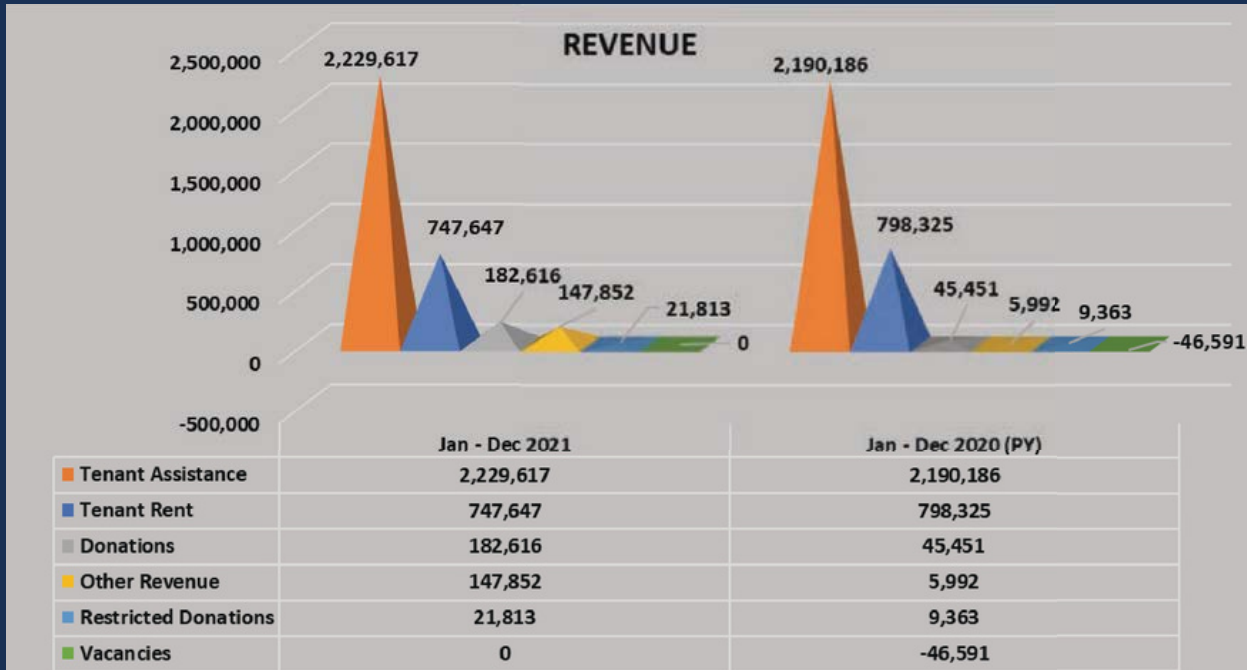 REVENUE
2,500,000
2,000,000
1,500,000
1,000,000
500,000
0
-500,000
2,229,617
747,647
182,616
147,852
21,813
0
2,190,186
798,325
45,451
5,992
9,363
-46,591
Jan - Dec 2021 Jan - Dec 2020 (PY)
Tenant Assistance 2,229,617 2,190,186
Tenant Rent 747,647 798,325
Donations 182,616 45,451
Other Revenue 147,852 5,992
Restricted Donations 21,813 9,363
Vacancies 0 -46,591